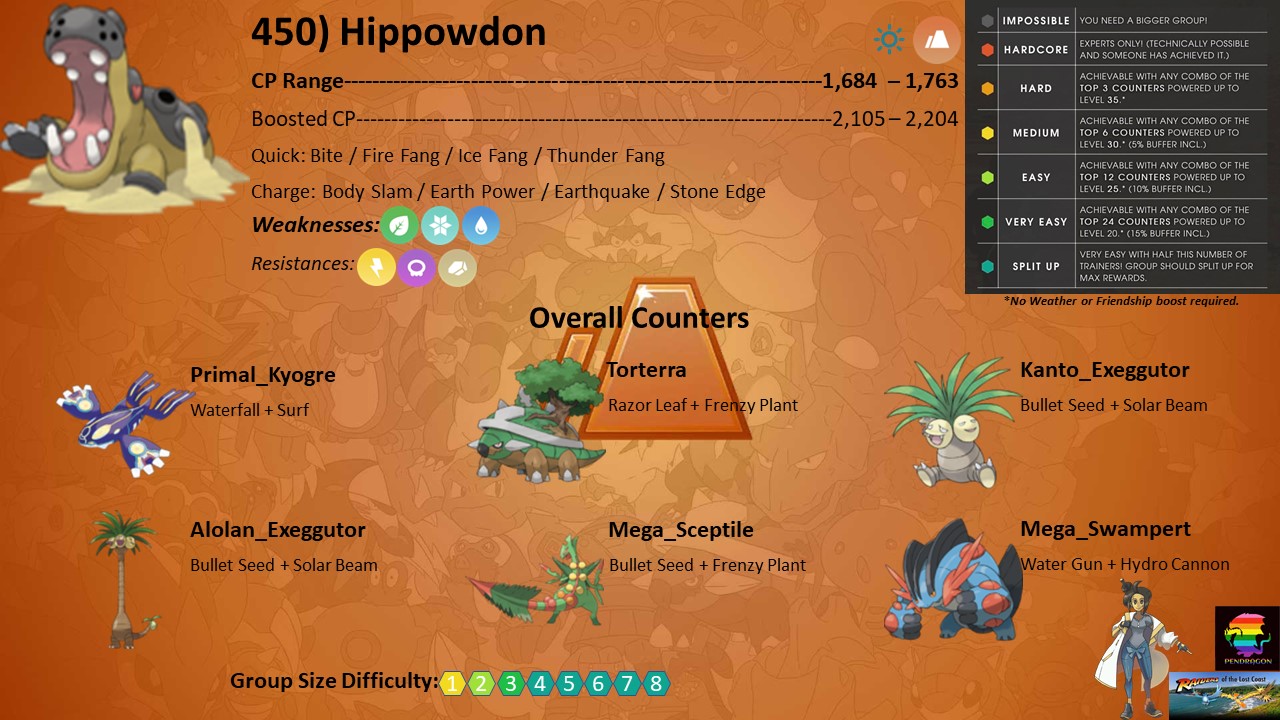 450) Hippowdon
CP Range---1,684 – 1,763
Boosted CP---2,105 – 2,204
Quick: Bite / Fire Fang / Ice Fang / Thunder Fang
Charge: Body Slam / Earth Power / Earthquake / Stone Edge
Weaknesses:
Resistances:
IMPOSSIBLE YOU NEED A BIGGER GROUP!
HARDCORE EXPERTS ONLY! (TECHNICALLY POSSIBLE
AND SOMEONE HAS ACHIEVED IT.)
HARD ACHIEVABLE WITH ANY COMBO OF THE
TOP 3 COUNTERS POWERED UP TO
LEVEL 35.*
MEDIUM ACHIEVABLE WITH ANY COMBO OF THE
TOP 6 COUNTERS POWERED UP TO
LEVEL 30.* (5% BUFFER INCL.)
EASY ACHIEVABLE WITH ANY COMBO OF THE
TOP 12 COUNTERS POWERED UP TO
LEVEL 25.* (10% BUFFER INCL.)
VERY EASY ACHIEVABLE WITH ANY COMBO OF THE
TOP 24 COUNTERS POWERED UP TO
LEVEL 20.* (15% BUFFER INCL.)
SPLIT UP VERY EASY WITH HALF THIS NUMBER OF
TRAINERS! GROUP SHOULD SPLIT UP FOR
MAX REWARDS.
*No Weather or Friendship boost required.
Overall Counters
Primal_Kyogre
Waterfall + Surf
Torterra
Razor Leaf + Frenzy Plant
Kanto_Exeggutor
Bullet Seed + Solar Beam
Alolan_Exeggutor
Bullet Seed + Solar Beam
Mega_Sceptile
Bullet Seed + Frenzy Plant
Mega_Swampert
Water Gun + Hydro Cannon
Group Size Difficulty: 1 2 3 4 5 6 7 8
PENDRAGON
RAIDERS of the Lost Coast